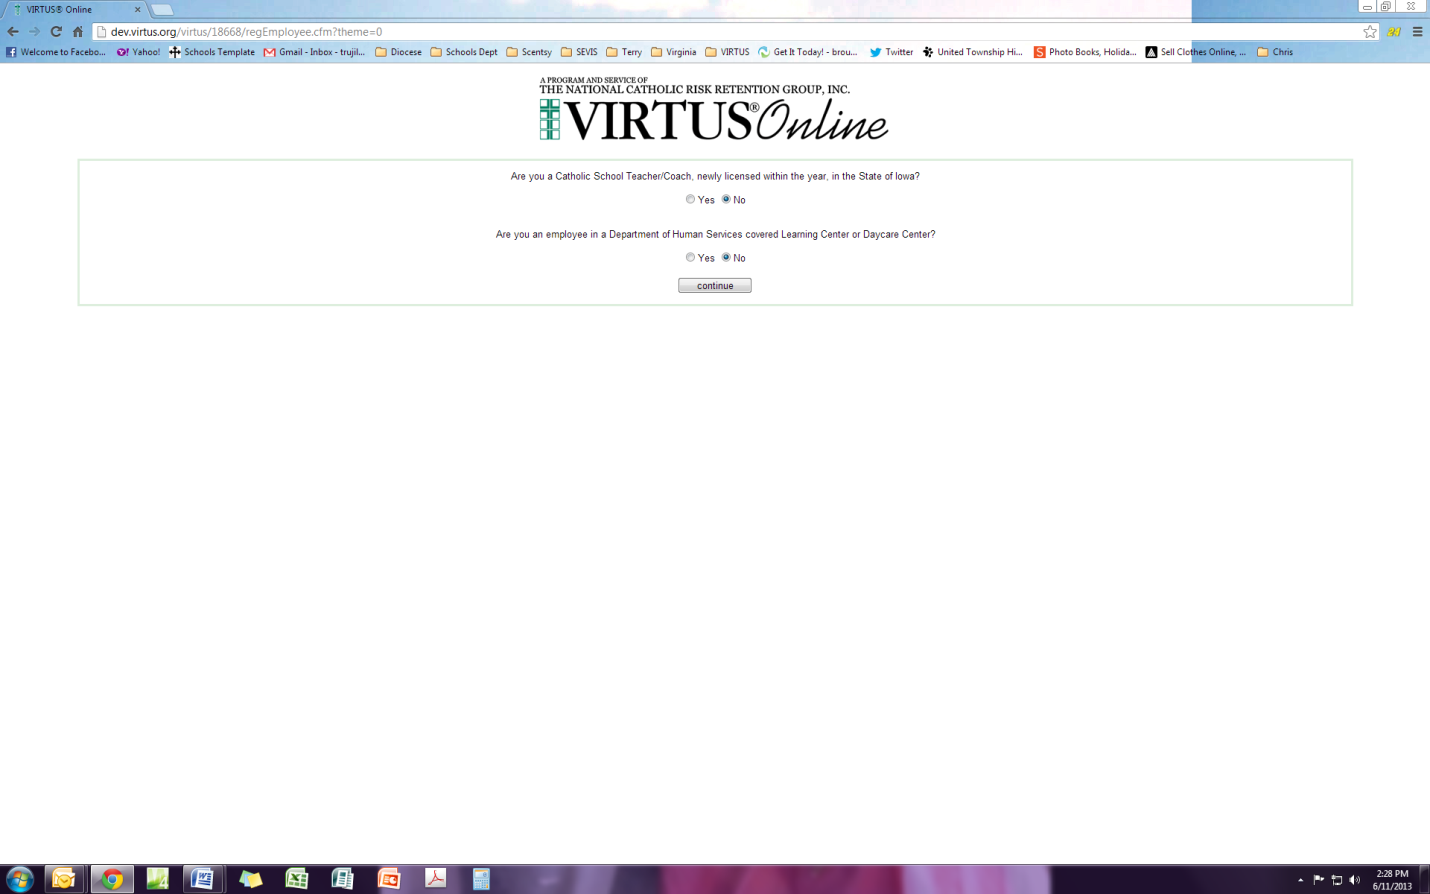 VIRTUS® Online
dev.virtus.org/virtus/18668/regEmployee.cfm?theme=0
24
Welcome to Facebo... Yahoo! Schools Template Gmail - Inbox - trujil... Diocese Schools Dept Scentsy SEVIS Terry Virginia VIRTUS Get It Today! - brou... Twitter United Township Hi... Photo Books, Holida... Sell Clothes Online, ... Chris
A PROGRAM AND SERVICE OF
THE NATIONAL CATHOLIC RISK RETENTION GROUP, INC.
VIRTUS® Online
Are you a Catholic School Teacher/Coach, newly licensed within the year, in the State of Iowa?
Yes No
Are you an employee in a Department of Human Services covered Learning Center or Daycare Center?
Yes No
continue
2:28 PM
6/11/2013